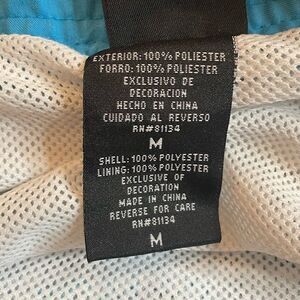 EXTERIOR: 100% POLIESTER
FORRO: 100% POLIESTER
EXCLUSIVO DE
DECORACION
HECHO EN CHINA
CUIDADO AL REVERSO
RN#81134
M
SHELL: 100% POLYESTER
LINING: 100% POLYESTER
EXCLUSIVE OF
DECORATION
MADE IN CHINA
REVERSE FOR CARE
RN#81134
M